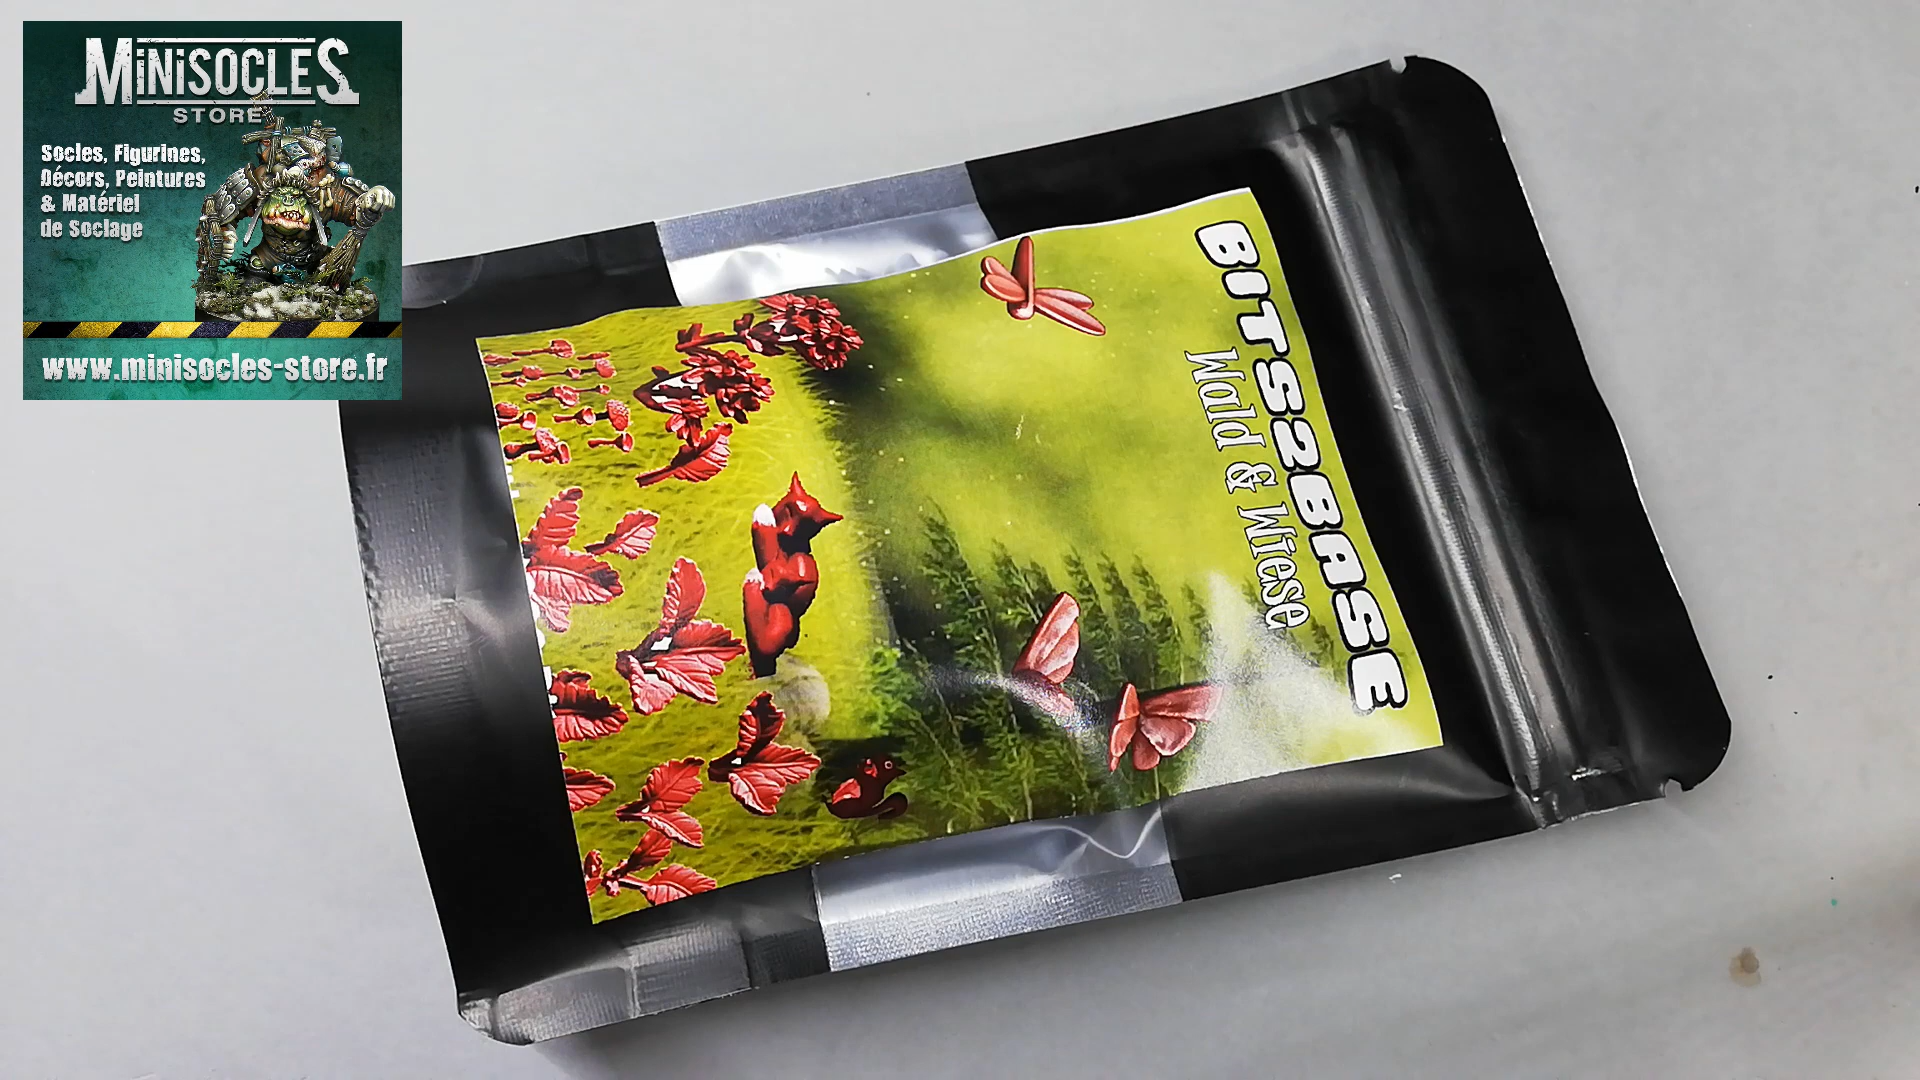 MINISOCLES
STORE
Socles, Figurines,
Décors, Peintures
& Matériel
de Soclage
www.minisocles-store.fr
BITS2BASE
Wald & Wiese